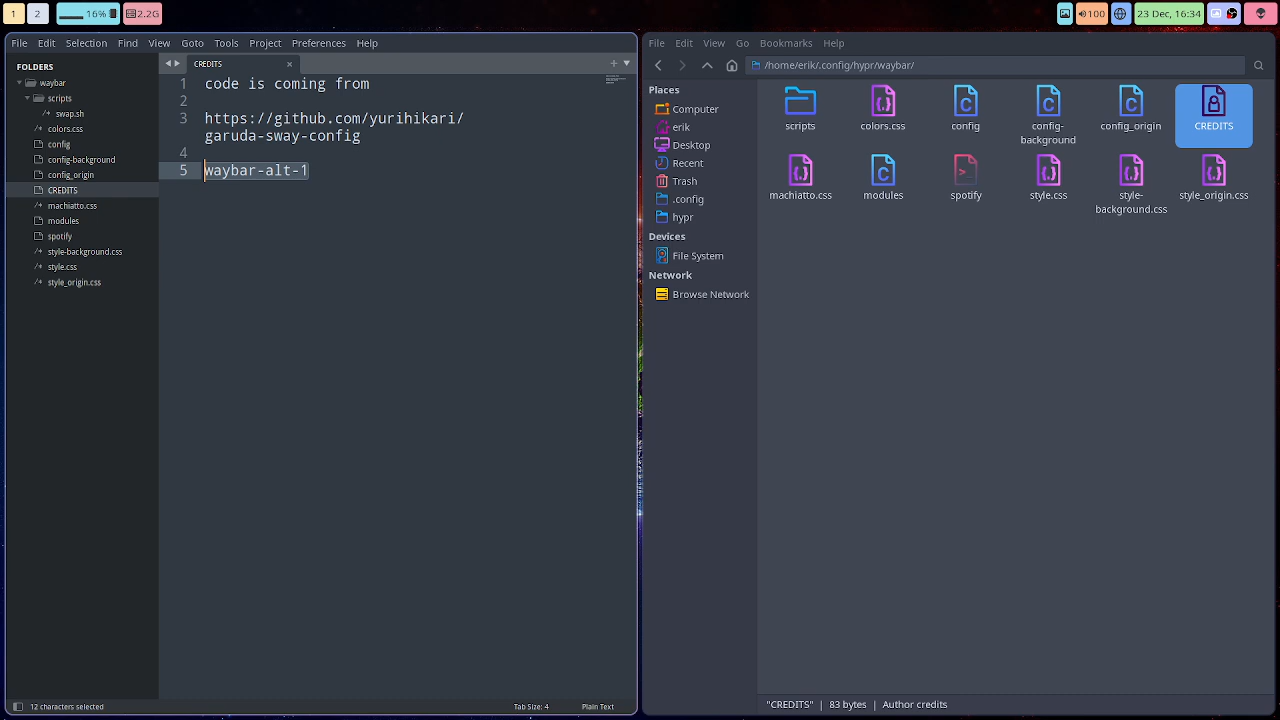 1
2
16%
2.2G
100
23 Dec, 16:34
File Edit Selection Find View Goto Tools Project Preferences Help
FOLDERS
waybar
scripts
swap.sh
colors.css
config
config-background
config_origin
CREDITS
machiatto.css
modules
spotify
style-background.css
style.css
style_origin.css
CREDITS
1 code is coming from
2
3 https://github.com/yurihikari/
garuda-sway-config
4
5 waybar-alt-1
12 characters selected
Tab Size: 4
Plain Text
File Edit View Go Bookmarks Help
/home/erik/.config/hypr/waybar/
Places
Computer
erik
Desktop
Recent
Trash
.config
hypr
Devices
File System
Network
Browse Network
scripts
colors.css
config
config-
background
config_origin
CREDITS
machiatto.css
modules
spotify
style.css
style-
background.css
style_origin.css
"CREDITS" | 83 bytes | Author credits